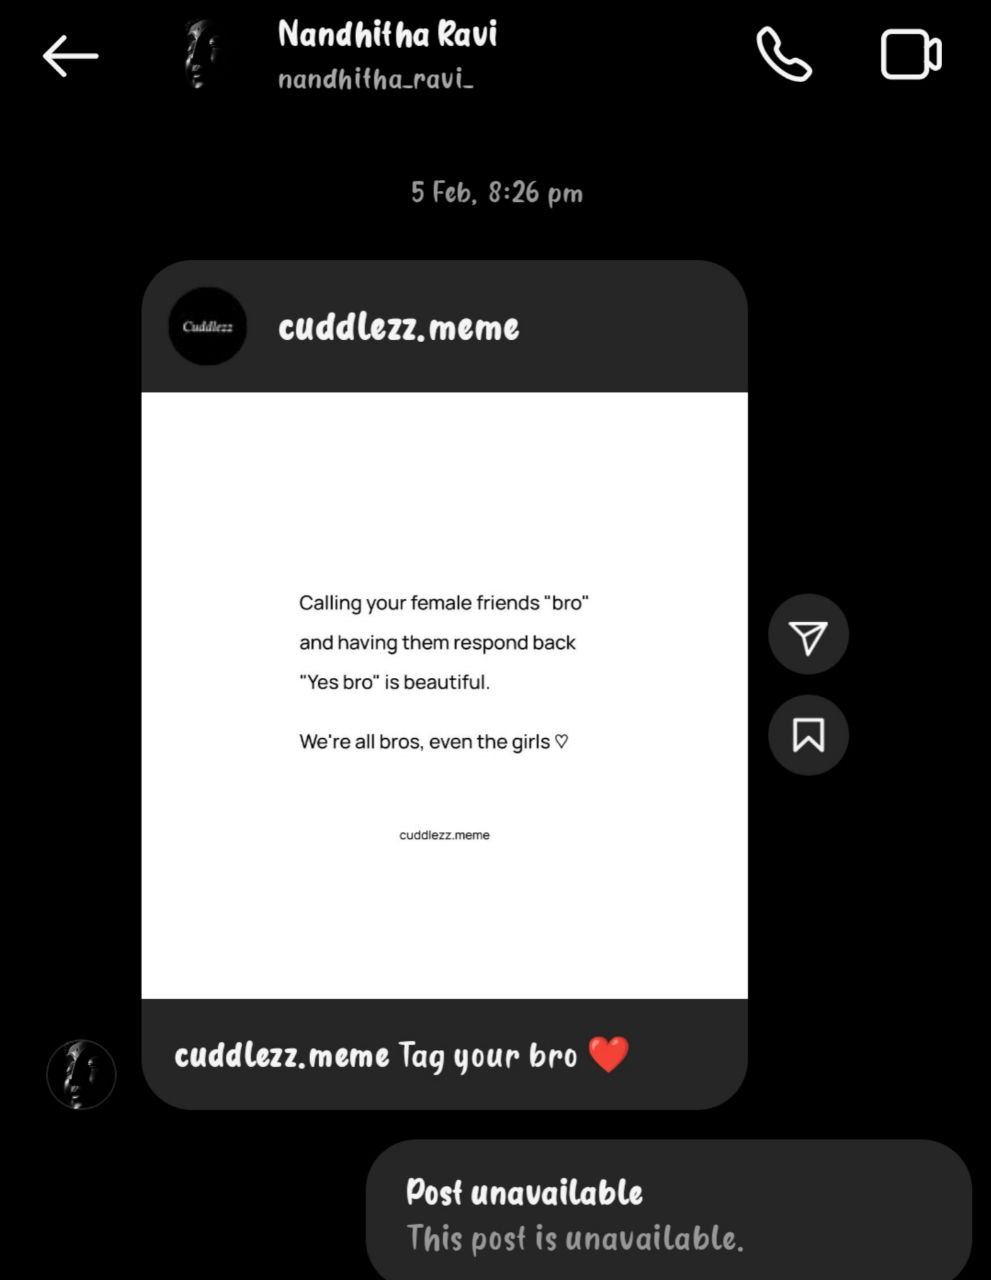 Nandhitha Ravi
nandhitha_ravi_
5 Feb, 8:26 pm
Cuddlezz
cuddlezz.meme
Calling your female friends "bro"
and having them respond back
"Yes bro" is beautiful.
We're all bros, even the girls ♡
cuddlezz.meme
cuddlezz.meme Tag your bro ❤️
Post unavailable
This post is unavailable.